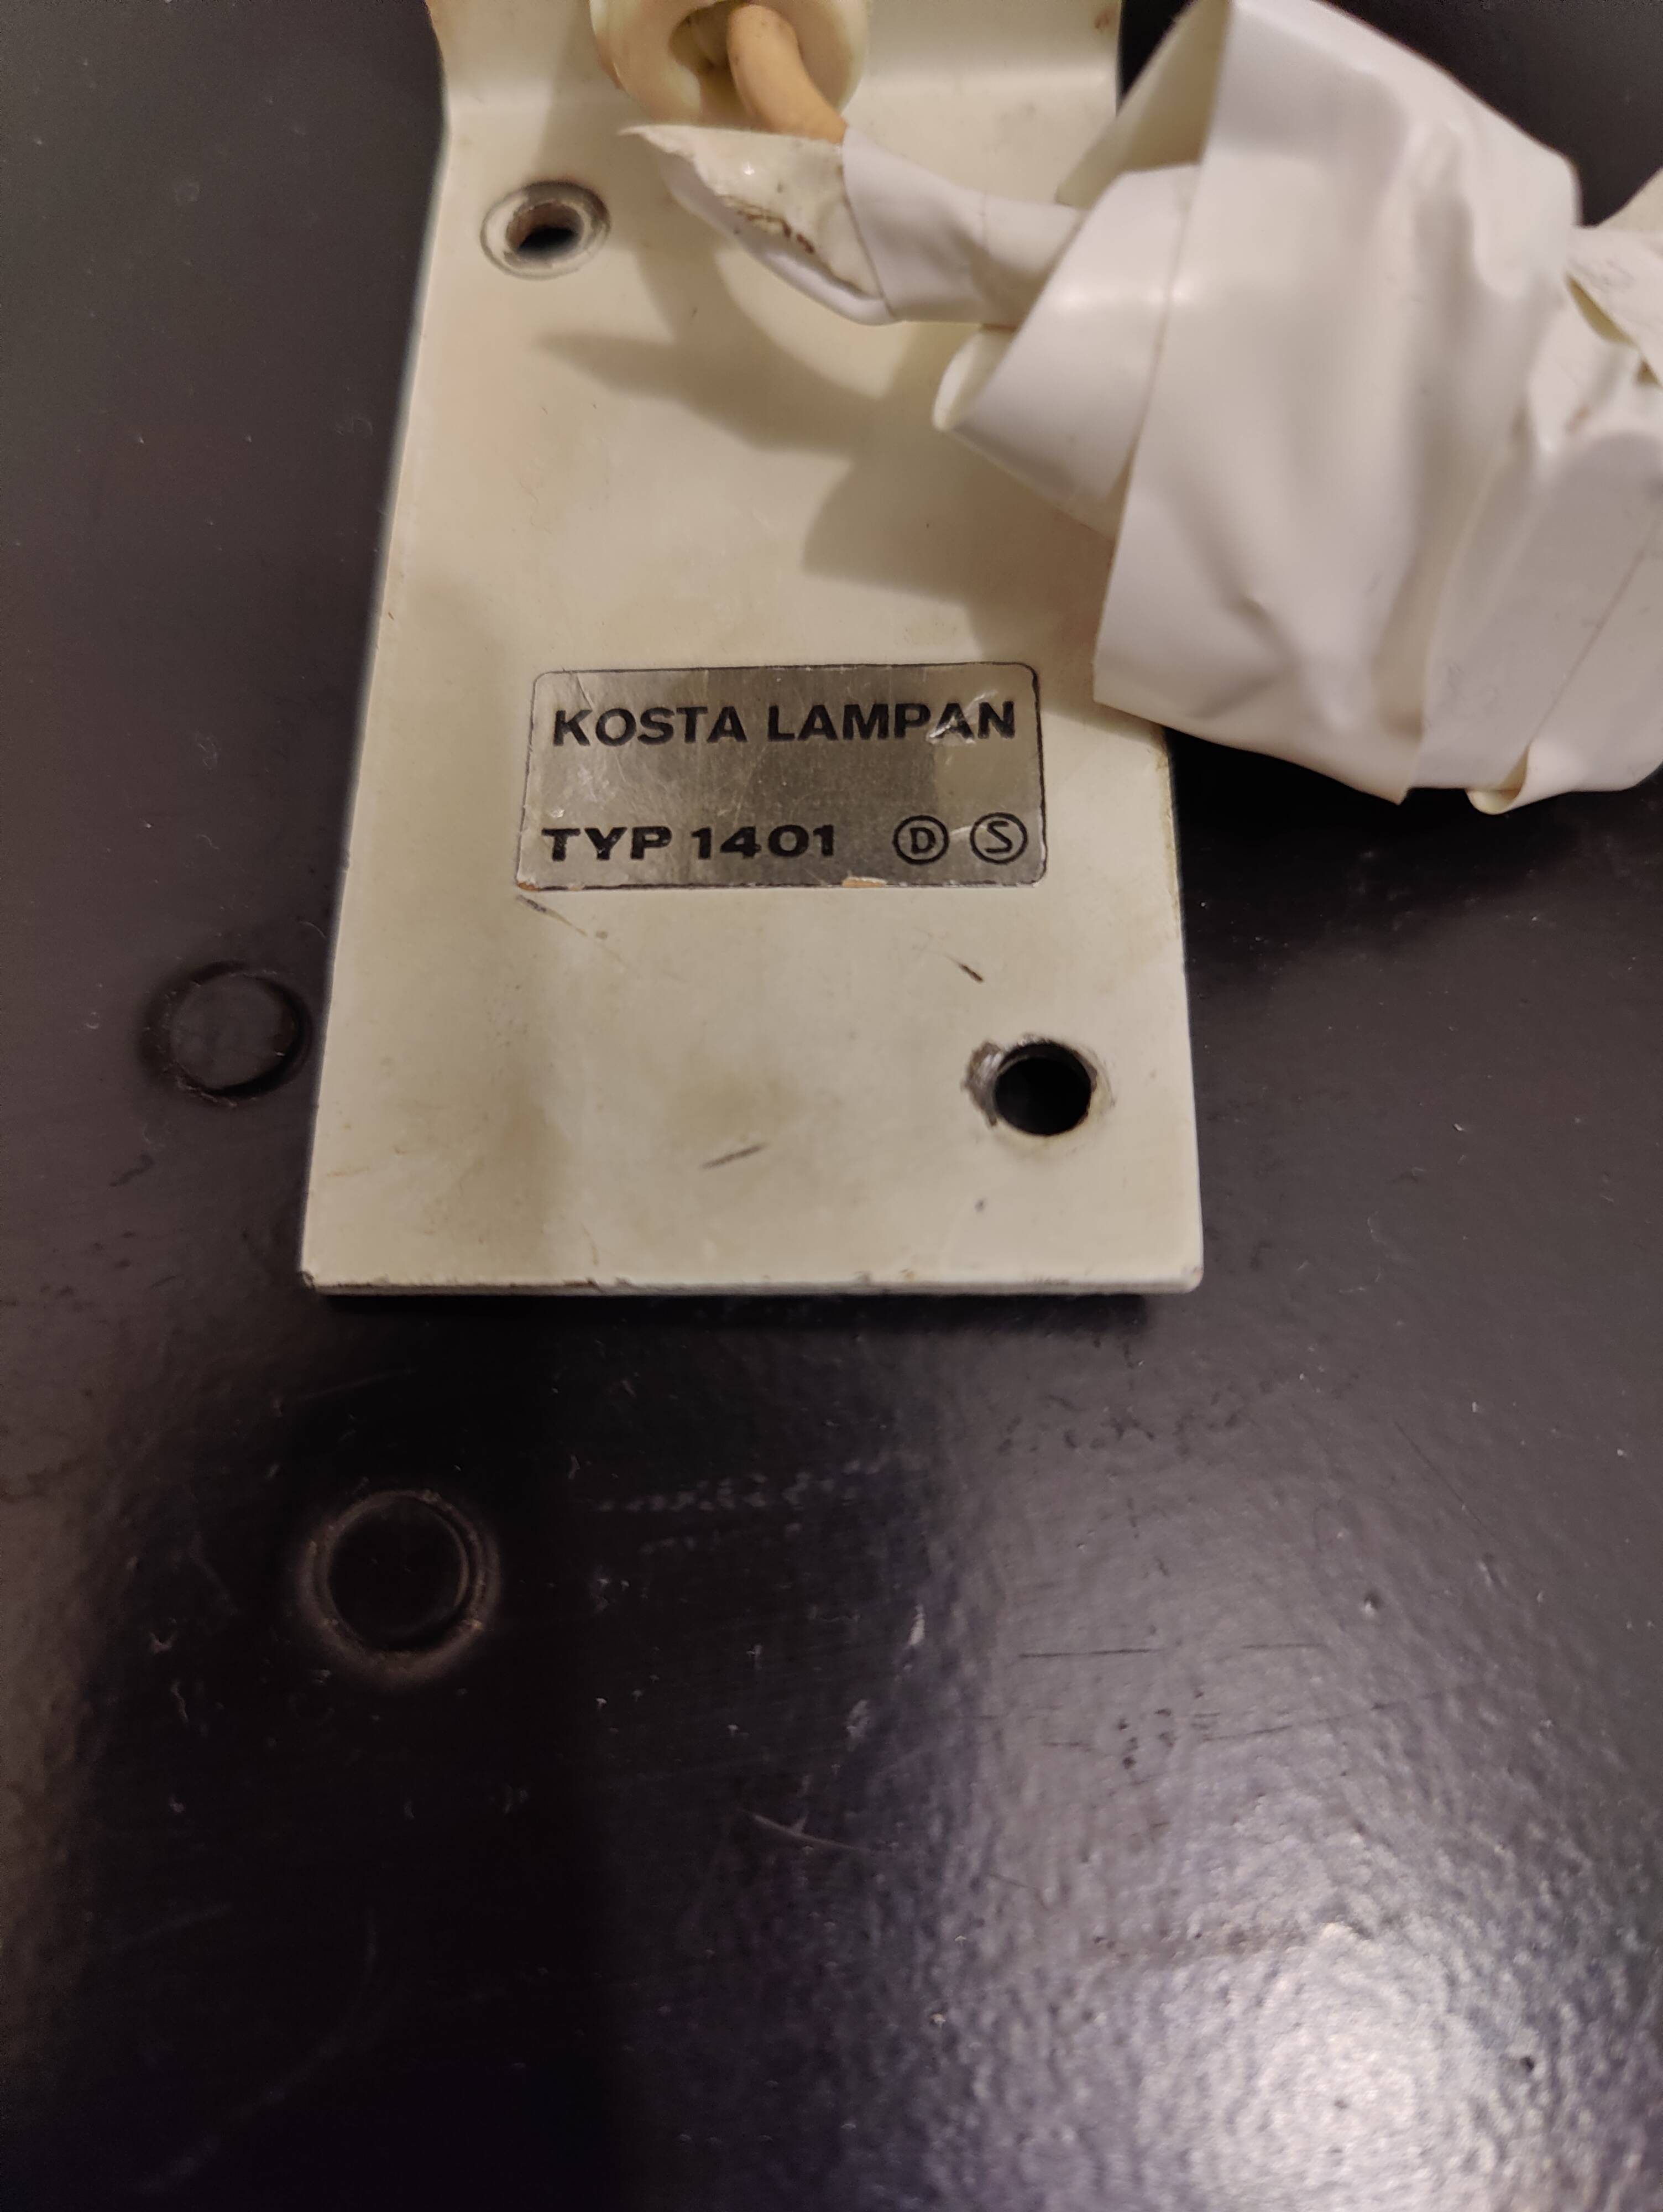 KOSTA LAMPAN
TYP 1401 Ⓓ Ⓢ